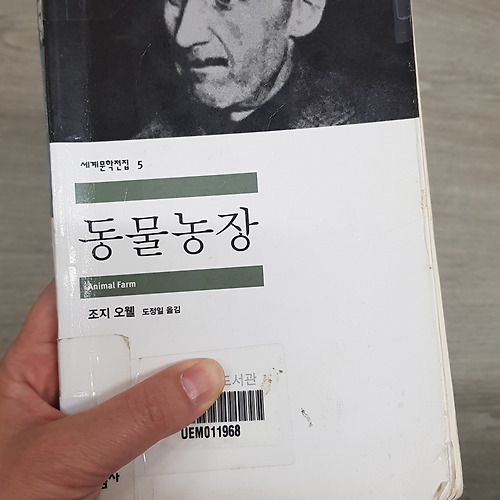 세계문학전집 5
동물농장
Animal Farm
조지 오웰 도정일 옮김
도서관
UEM011968